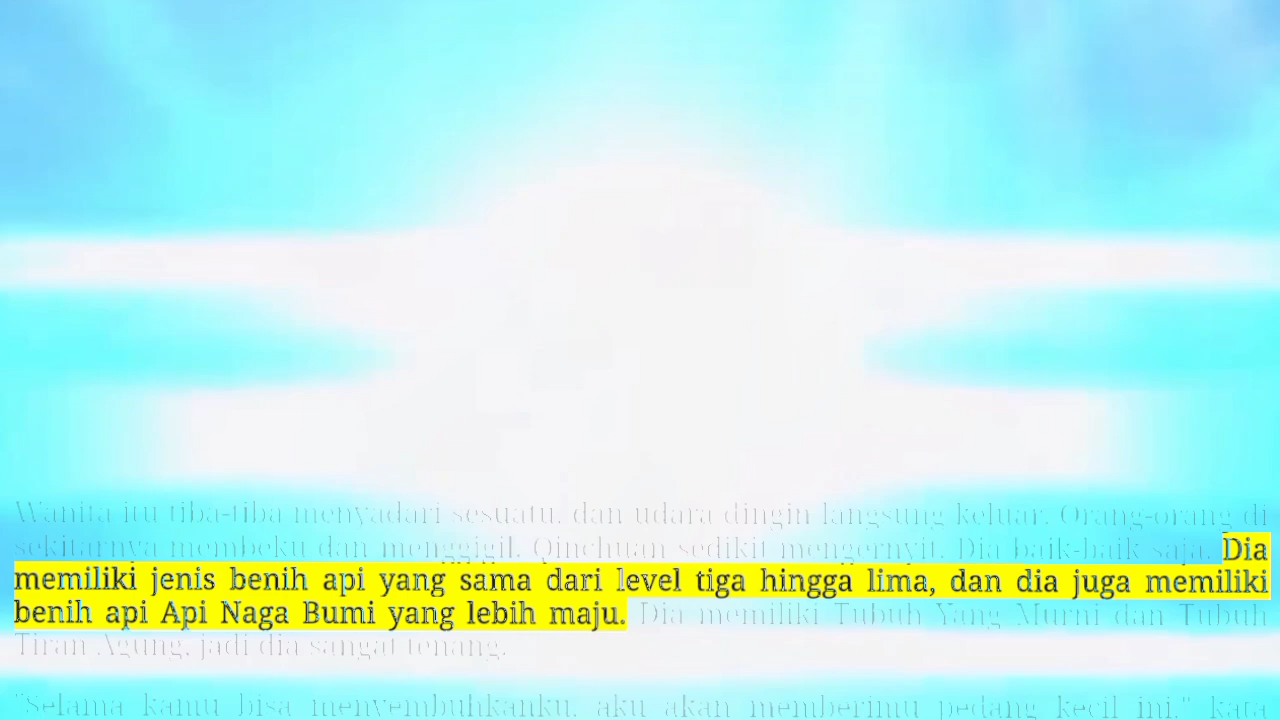 Wanita itu tiba-tiba menyadari sesuatu, dan udara dingin langsung keluar. Orang-orang di
sekitarnya membeku dan menggigil. Qinchuan sedikit mengernyit. Dia baik-baik saja. Dia
memiliki jenis benih api yang sama dari level tiga hingga lima, dan dia juga memiliki
benih api Api Naga Bumi yang lebih maju. Dia memiliki Tubuh Yang Murni dan Tubuh
Tiran Agung, jadi dia sangat tenang.
"Selama kamu bisa menyembuhkanku, aku akan memberimu pedang kecil ini," kata